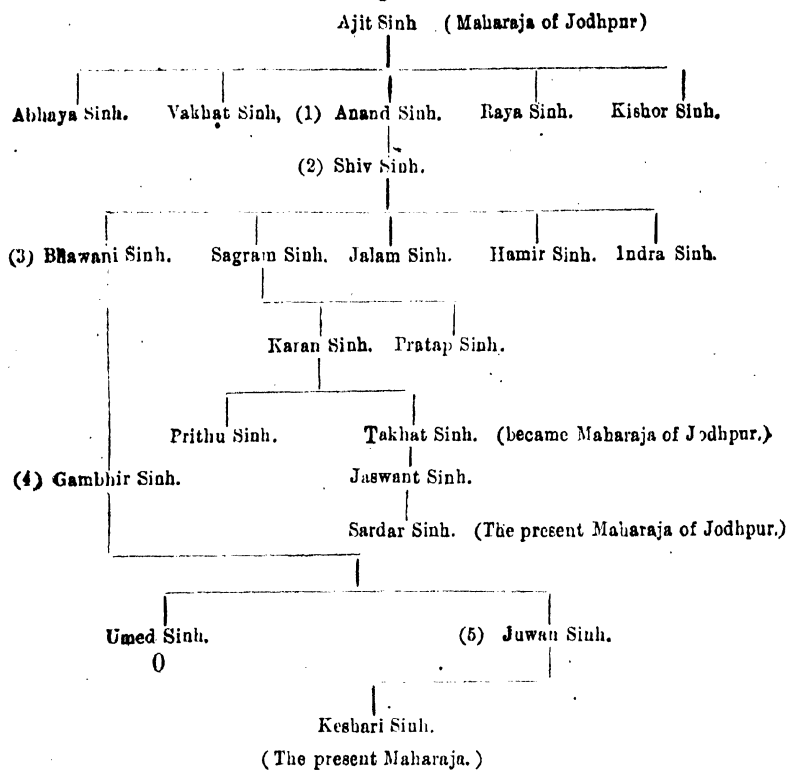 Ajit Sinh (Maharaja of Jodhpur)
Abhaya Sinh. Vakhat Sinh, (1) Anand Sinh. Raya Sinh. Kishor Sinh.
(2) Shiv Sinh.
(3) Bhawani Sinh. Sagram Sinh. Jalam Sinh. Hamir Sinh. Indra Sinh.
Karan Sinh. Pratap Sinh.
Prithu Sinh. Takhat Sinh. (became Maharaja of Jodhpur.)
(4) Gambhir Sinh. Jaswant Sinh.
Sardar Sinh. (The present Maharaja of Jodhpur.)
Umed Sinh. (5) Juwan Sinh.
0
Keshari Sinh.
(The present Maharaja.)